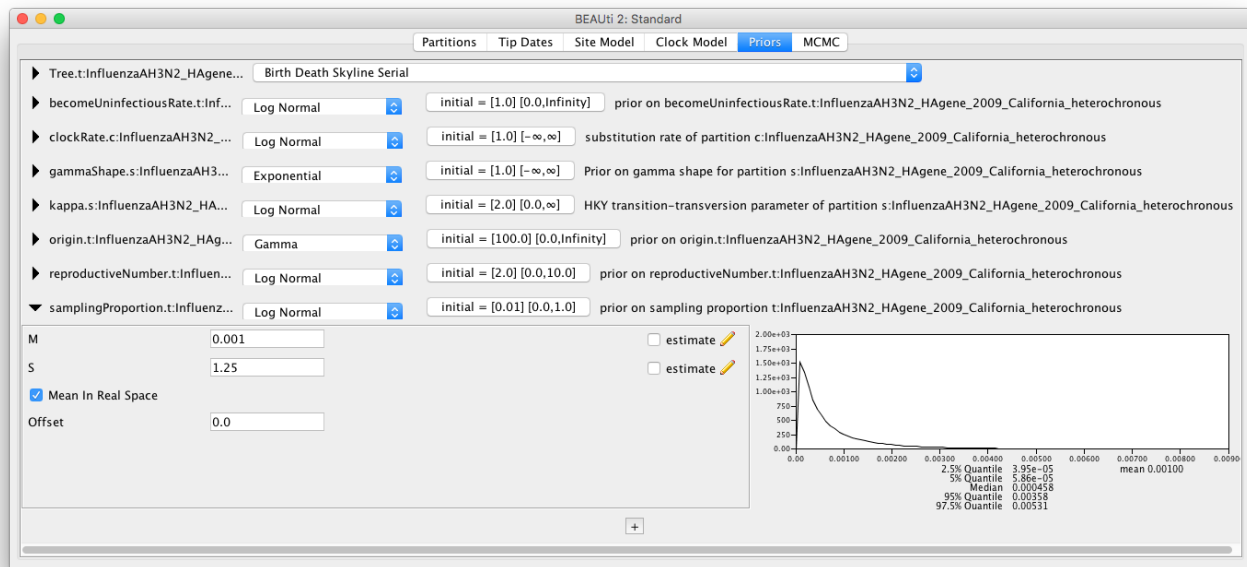 BEAUti 2: Standard
Partitions Tip Dates Site Model Clock Model Priors MCMC
Tree.t:InfluenzaAH3N2_HAgene... Birth Death Skyline Serial
becomeUninfectiousRate.t:Inf... Log Normal initial = [1.0] [0.0,Infinity] prior on becomeUninfectiousRate.t:InfluenzaAH3N2_HAgene_2009_California_heterochronous
clockRate.c:InfluenzaAH3N2_... Log Normal initial = [1.0] [-∞,∞] substitution rate of partition c:InfluenzaAH3N2_HAgene_2009_California_heterochronous
gammaShape.s:InfluenzaAH3... Exponential initial = [1.0] [-∞,∞] Prior on gamma shape for partition s:InfluenzaAH3N2_HAgene_2009_California_heterochronous
kappa.s:InfluenzaAH3N2_HA... Log Normal initial = [2.0] [0.0,∞] HKY transition-transversion parameter of partition s:InfluenzaAH3N2_HAgene_2009_California_heterochronous
origin.t:InfluenzaAH3N2_HAg... Gamma initial = [100.0] [0.0,Infinity] prior on origin.t:InfluenzaAH3N2_HAgene_2009_California_heterochronous
reproductiveNumber.t:Influen... Log Normal initial = [2.0] [0.0,10.0] prior on reproductiveNumber.t:InfluenzaAH3N2_HAgene_2009_California_heterochronous
samplingProportion.t:Influenz... Log Normal initial = [0.01] [0.0,1.0] prior on sampling proportion t:InfluenzaAH3N2_HAgene_2009_California_heterochronous
M 0.001 estimate
S 1.25 estimate
Mean In Real Space
Offset 0.0
2.00e+03
1.75e+03
1.50e+03
1.25e+03
1.00e+03
750
500
250
0.00
0.00 0.00100 0.00200 0.00300 0.00400 0.00500 0.00600 0.00700 0.00800 0.0090
2.5% Quantile 3.95e-05 mean 0.00100
5% Quantile 5.86e-05
Median 0.000458
95% Quantile 0.00358
97.5% Quantile 0.00531
+